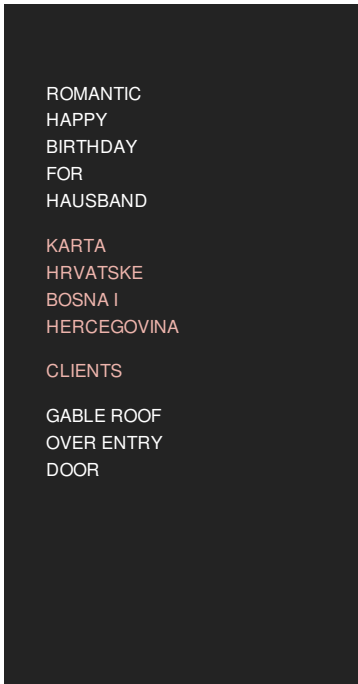 ROMANTIC
HAPPY
BIRTHDAY
FOR
HAUSBAND
KARTA
HRVATSKE
BOSNA I
HERCEGOVINA
CLIENTS
GABLE ROOF
OVER ENTRY
DOOR